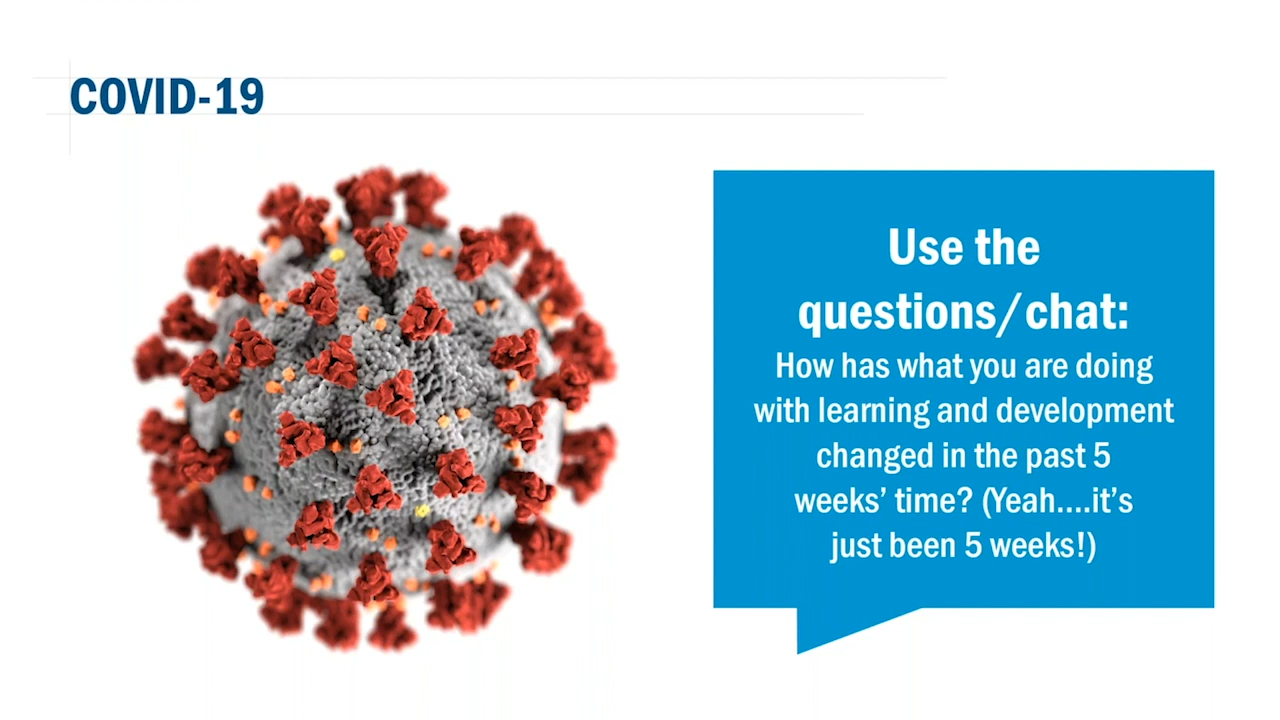 COVID-19
Use the
questions/chat:
How has what you are doing
with learning and development
changed in the past 5
weeks’ time? (Yeah....it’s
just been 5 weeks!)